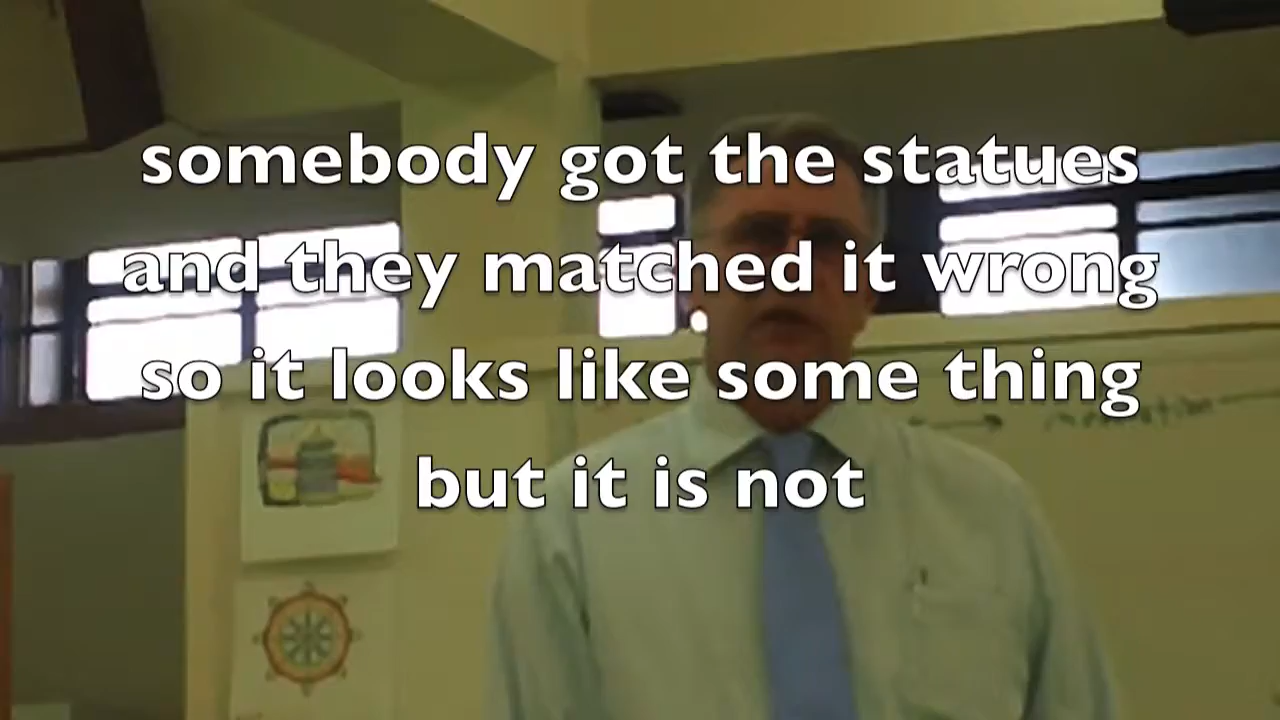 somebody got the statues
and they matched it wrong
so it looks like some thing
but it is not